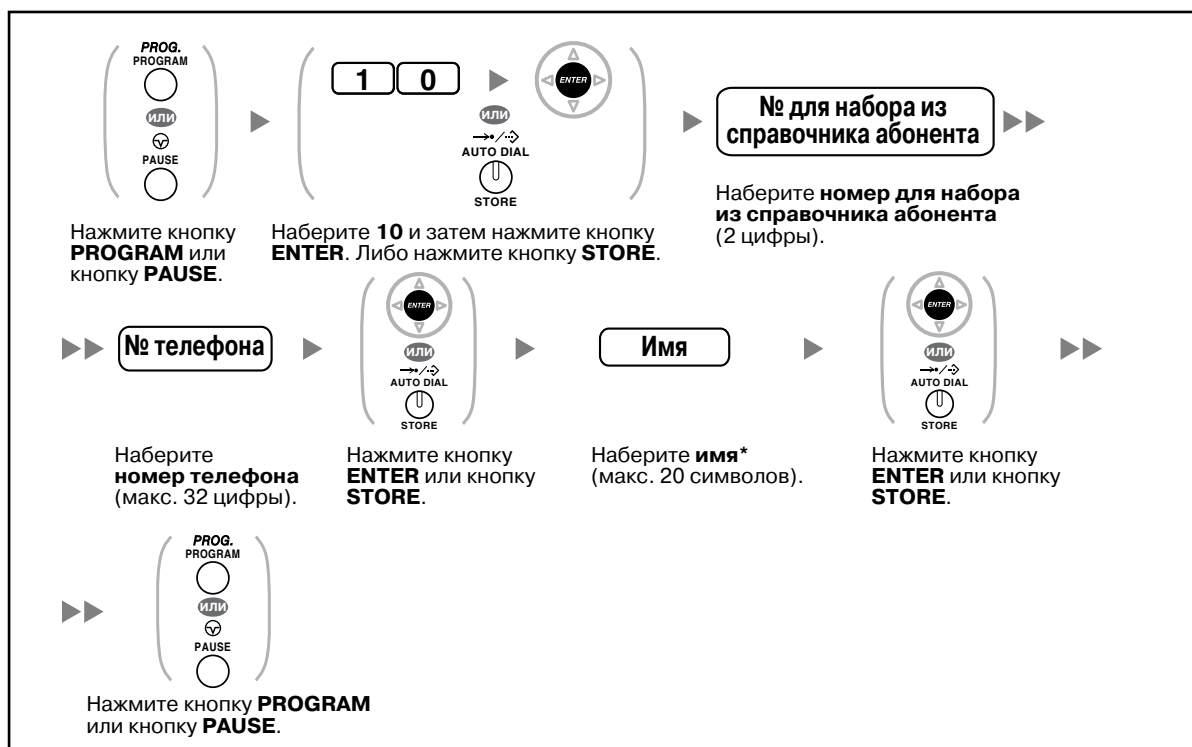 PROG.
PROGRAM
ИЛИ
PAUSE
1 0
ENTER
ИЛИ
AUTO DIAL
STORE
№ для набора из
справочника абонента
Нажмите кнопку
PROGRAM или
кнопку PAUSE.
Наберите 10 и затем нажмите кнопку
ENTER. Либо нажмите кнопку STORE.
Наберите номер для набора
из справочника абонента
(2 цифры).
№ телефона
ENTER
ИЛИ
AUTO DIAL
STORE
Имя
ENTER
ИЛИ
AUTO DIAL
STORE
Наберите
номер телефона
(макс. 32 цифры).
Нажмите кнопку
ENTER или кнопку
STORE.
Наберите имя*
(макс. 20 символов).
Нажмите кнопку
ENTER или кнопку
STORE.
PROG.
PROGRAM
ИЛИ
PAUSE
Нажмите кнопку PROGRAM
или кнопку PAUSE.